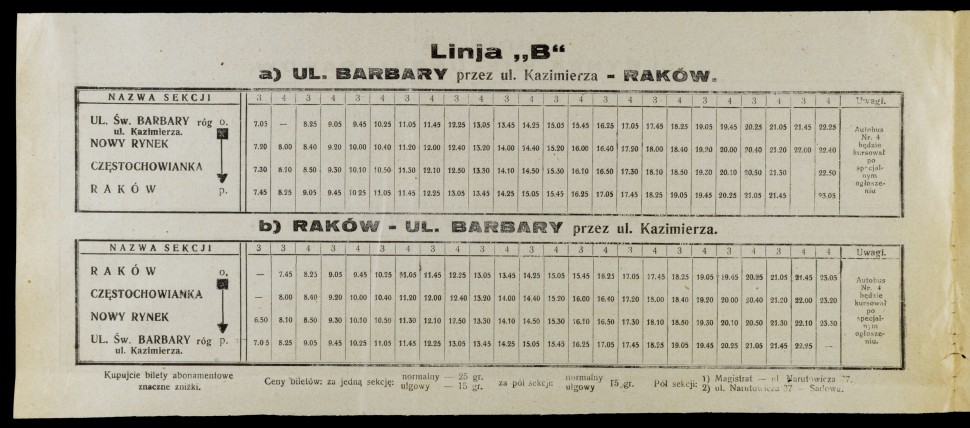 Linja „B"
a) UL. BARBARY przez ul. Kazimierza - RAKÓW.
NAZWA SEKCJI 3 4 3 4 3 4 3 4 3 4 3 4 3 4 3 4 3 4 3 4 3 4 3 4 Uwagi.
UL. Św. BARBARY róg o. 7.05 — 8.25 9.05 9.45 10.25 11.05 11.45 12.25 13.05 13.45 14.25 15.05 15.45 16.25 17.05 17.45 18.25 19.05 19.45 20.25 21.05 21.45 22.25
ul. Kazimierza.
NOWY RYNEK 7.20 8.00 8.40 9.20 10.00 10.40 11.20 12.00 12.40 13.20 14.00 14.40 15.20 16.00 16.40 17.20 18.00 18.40 19.20 20.00 20.40 21.20 22.00 22.40
CZĘSTOCHOWIANKA 7.30 8.10 8.50 9.30 10.10 10.50 11.30 12.10 12.50 13.30 14.10 14.50 15.30 16.10 16.50 17.30 18.10 18.50 19.30 20.10 20.50 21.30 22.50
RAKÓW p. 7.45 8.25 9.05 9.45 10.25 11.05 11.45 12.25 13.05 13.45 14.25 15.05 15.45 16.25 17.05 17.45 18.25 19.05 19.45 20.25 21.05 21.45 23.05
Autobus
Nr. 4
będzie
kursował
po
specjal-
nym
ogłosze-
niu
b) RAKÓW - UL. BARBARY przez ul. Kazimierza.
NAZWA SEKCJI 3 3 4 3 4 3 4 3 4 3 4 3 4 3 4 3 4 3 4 3 4 3 4 Uwagi.
RAKÓW o. — 7.45 8.25 9.05 9.45 10.25 11.05 11.45 12.25 13.05 13.45 14.25 15.05 15.45 16.25 17.05 17.45 18.25 19.05 19.45 20.25 21.05 21.45 23.05
CZĘSTOCHOWIANKA — 8.00 8.40 9.20 10.00 10.40 11.20 12.00 12.40 13.20 14.00 14.40 15.20 16.00 16.40 17.20 18.00 18.40 19.20 20.00 20.40 21.20 22.00 23.20
NOWY RYNEK 6.50 8.10 8.50 9.30 10.10 10.50 11.30 12.10 12.50 13.30 14.10 14.50 15.30 16.10 16.50 17.30 18.10 18.50 19.30 20.10 20.50 21.30 22.10 23.30
UL. Św. BARBARY róg p. 7.05 8.25 9.05 9.45 10.25 11.05 11.45 12.25 13.05 13.45 14.25 15.05 15.45 16.25 17.05 17.45 18.25 19.05 19.45 20.25 21.05 21.45 22.25 —
ul. Kazimierza.
Autobus
Nr. 4
będzie
kursował
po
specjal-
nym
ogłosze-
niu.
Kupujcie bilety abonamentowe
znaczne zniżki.
Ceny biletów: za jedną sekcję: normalny — 25 gr.
ulgowy — 15 gr.
za pół sekcji: normalny
ulgowy 15 gr.
Pół sekcji: 1) Magistrat — ul. Narutowicza 37.
2) ul. Narutowicza 37 — Sądowa.